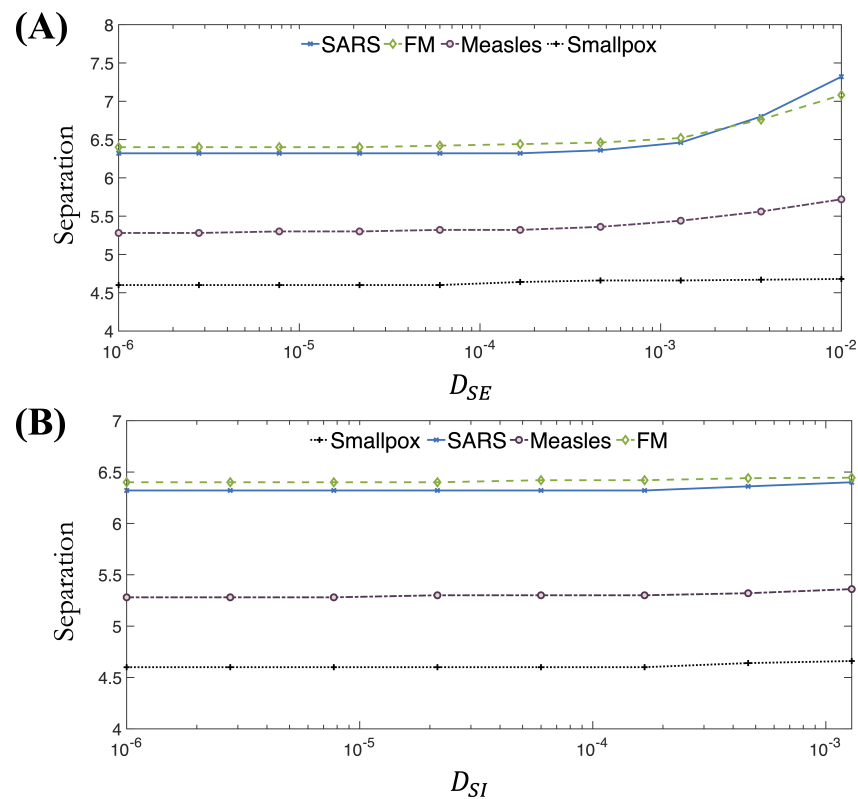 (A)
SARS FM Measles Smallpox
8
7.5
7
6.5
6
5.5
5
4.5
4
Separation
10^-6 10^-5 10^-4 10^-3 10^-2
D_SE
(B)
Smallpox SARS Measles FM
7
6.5
6
5.5
5
4.5
4
Separation
10^-6 10^-5 10^-4 10^-3
D_SI